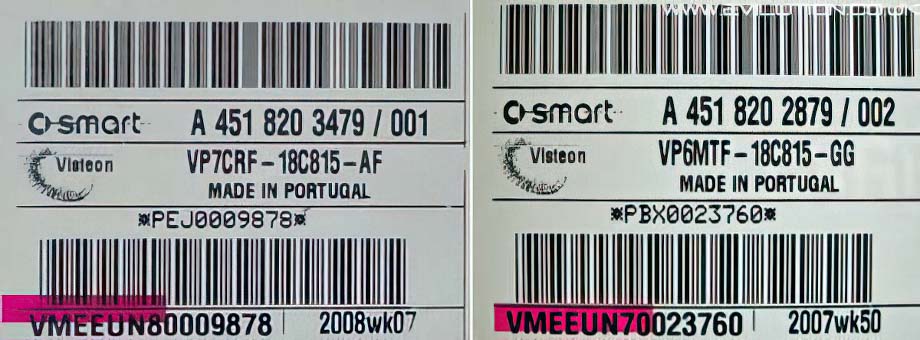 smart A 451 820 3479 / 001
Visteon VP7CRF-18C815-AF
MADE IN PORTUGAL
*PEJ0009878*
VMEEUN80009878 2008wk07
smart A 451 820 2879 / 002
Visteon VP6MTF-18C815-GG
MADE IN PORTUGAL
*PBX0023760*
VMEEUN70023760 2007wk50